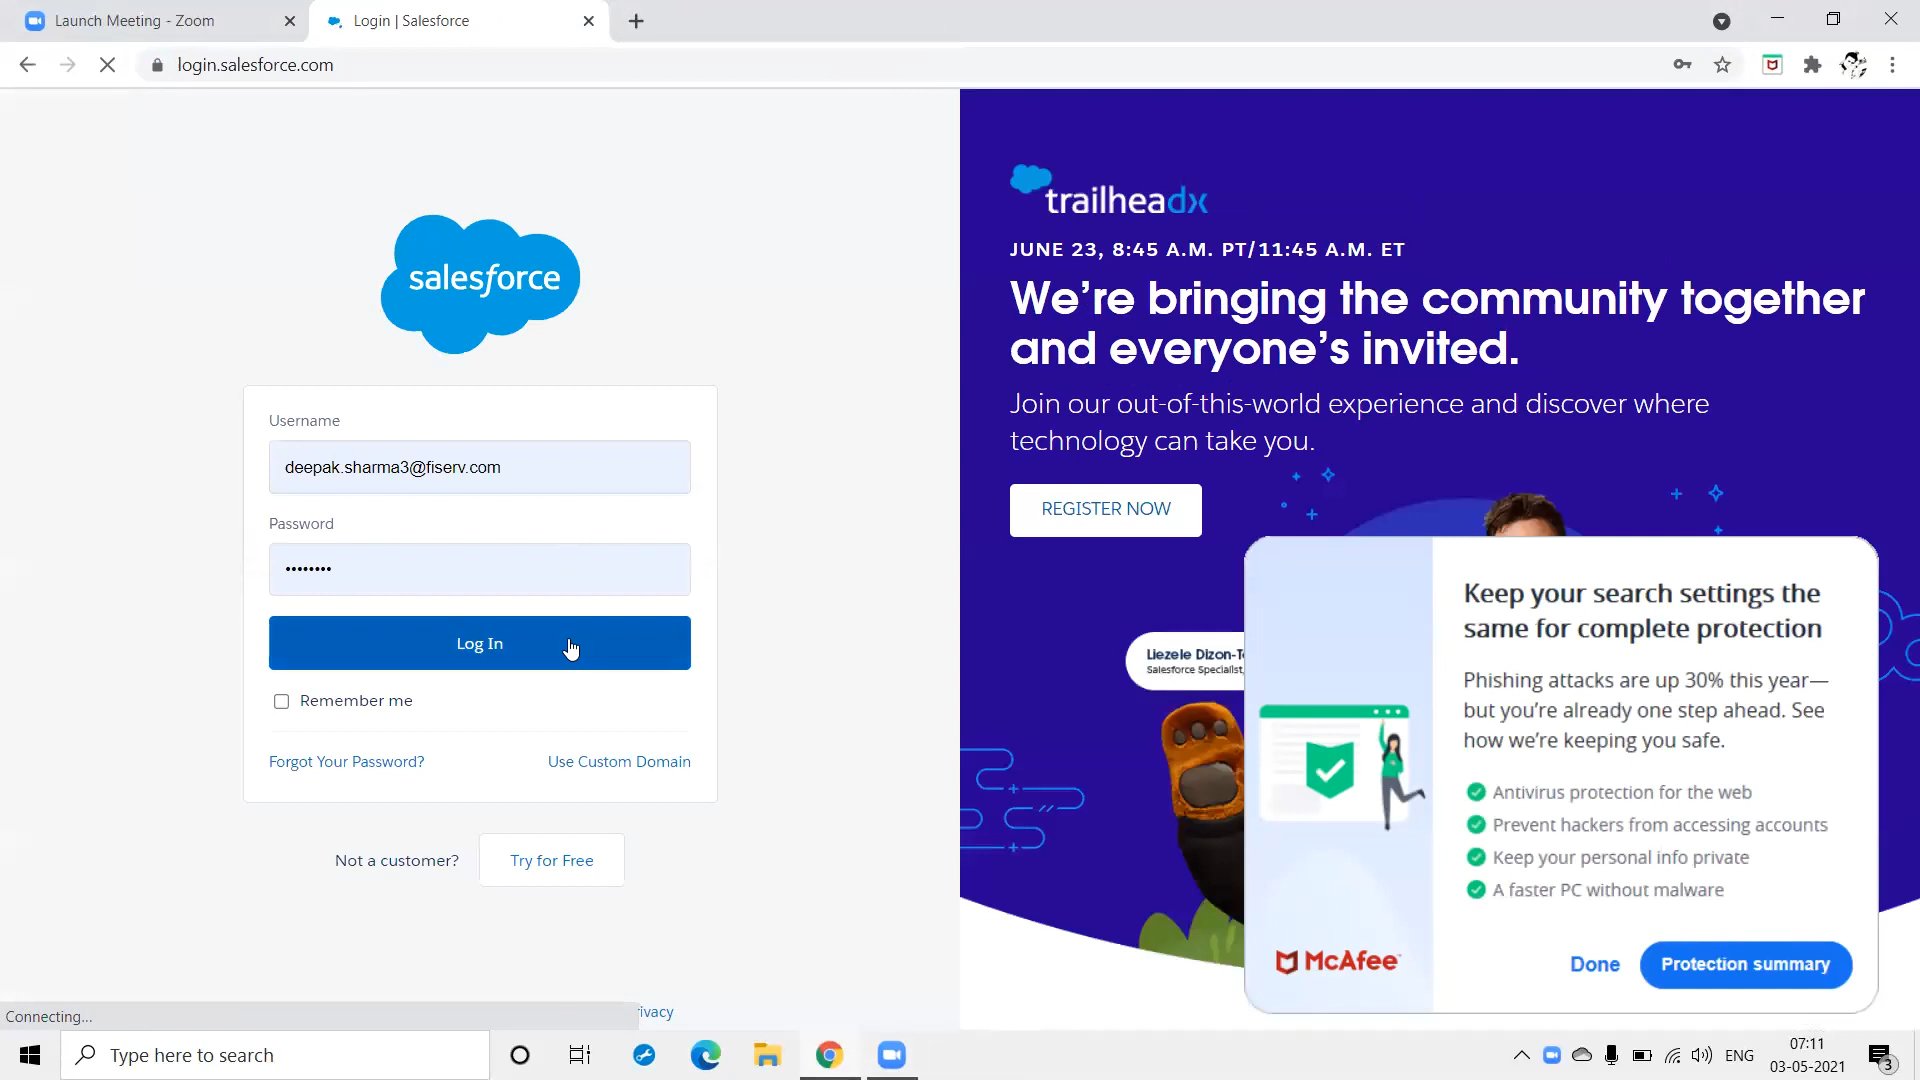 Launch Meeting - Zoom
Login | Salesforce
login.salesforce.com
salesforce
Username
deepak.sharma3@fiserv.com
Password
••••••••
Log In
Remember me
Forgot Your Password?
Use Custom Domain
Not a customer?
Try for Free
ivacy
Connecting...
trailheadx
JUNE 23, 8:45 A.M. PT/11:45 A.M. ET
We’re bringing the community together
and everyone’s invited.
Join our out-of-this-world experience and discover where
technology can take you.
REGISTER NOW
Liezele Dizon-T
Salesforce Specialist,
Keep your search settings the
same for complete protection
Phishing attacks are up 30% this year—
but you’re already one step ahead. See
how we’re keeping you safe.
Antivirus protection for the web
Prevent hackers from accessing accounts
Keep your personal info private
A faster PC without malware
McAfee
Done
Protection summary
Type here to search
ENG
07:11
03-05-2021
3